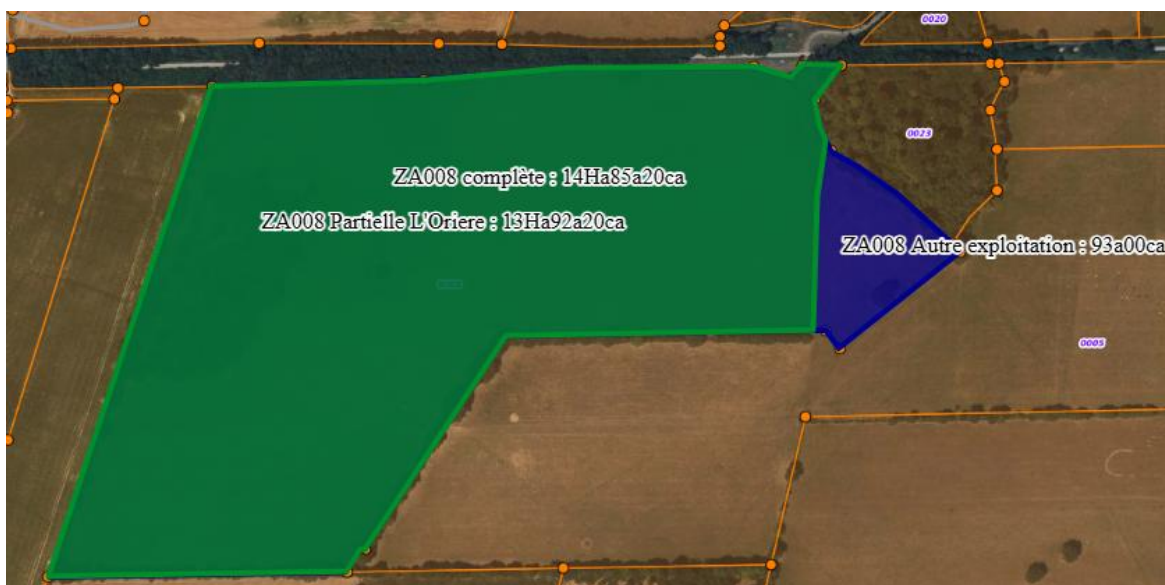 0020
0023
ZA008 complète : 14Ha85a20ca
ZA008 Partielle L'Oriere : 13Ha92a20ca
ZA008 Autre exploitation : 93a00ca
0005